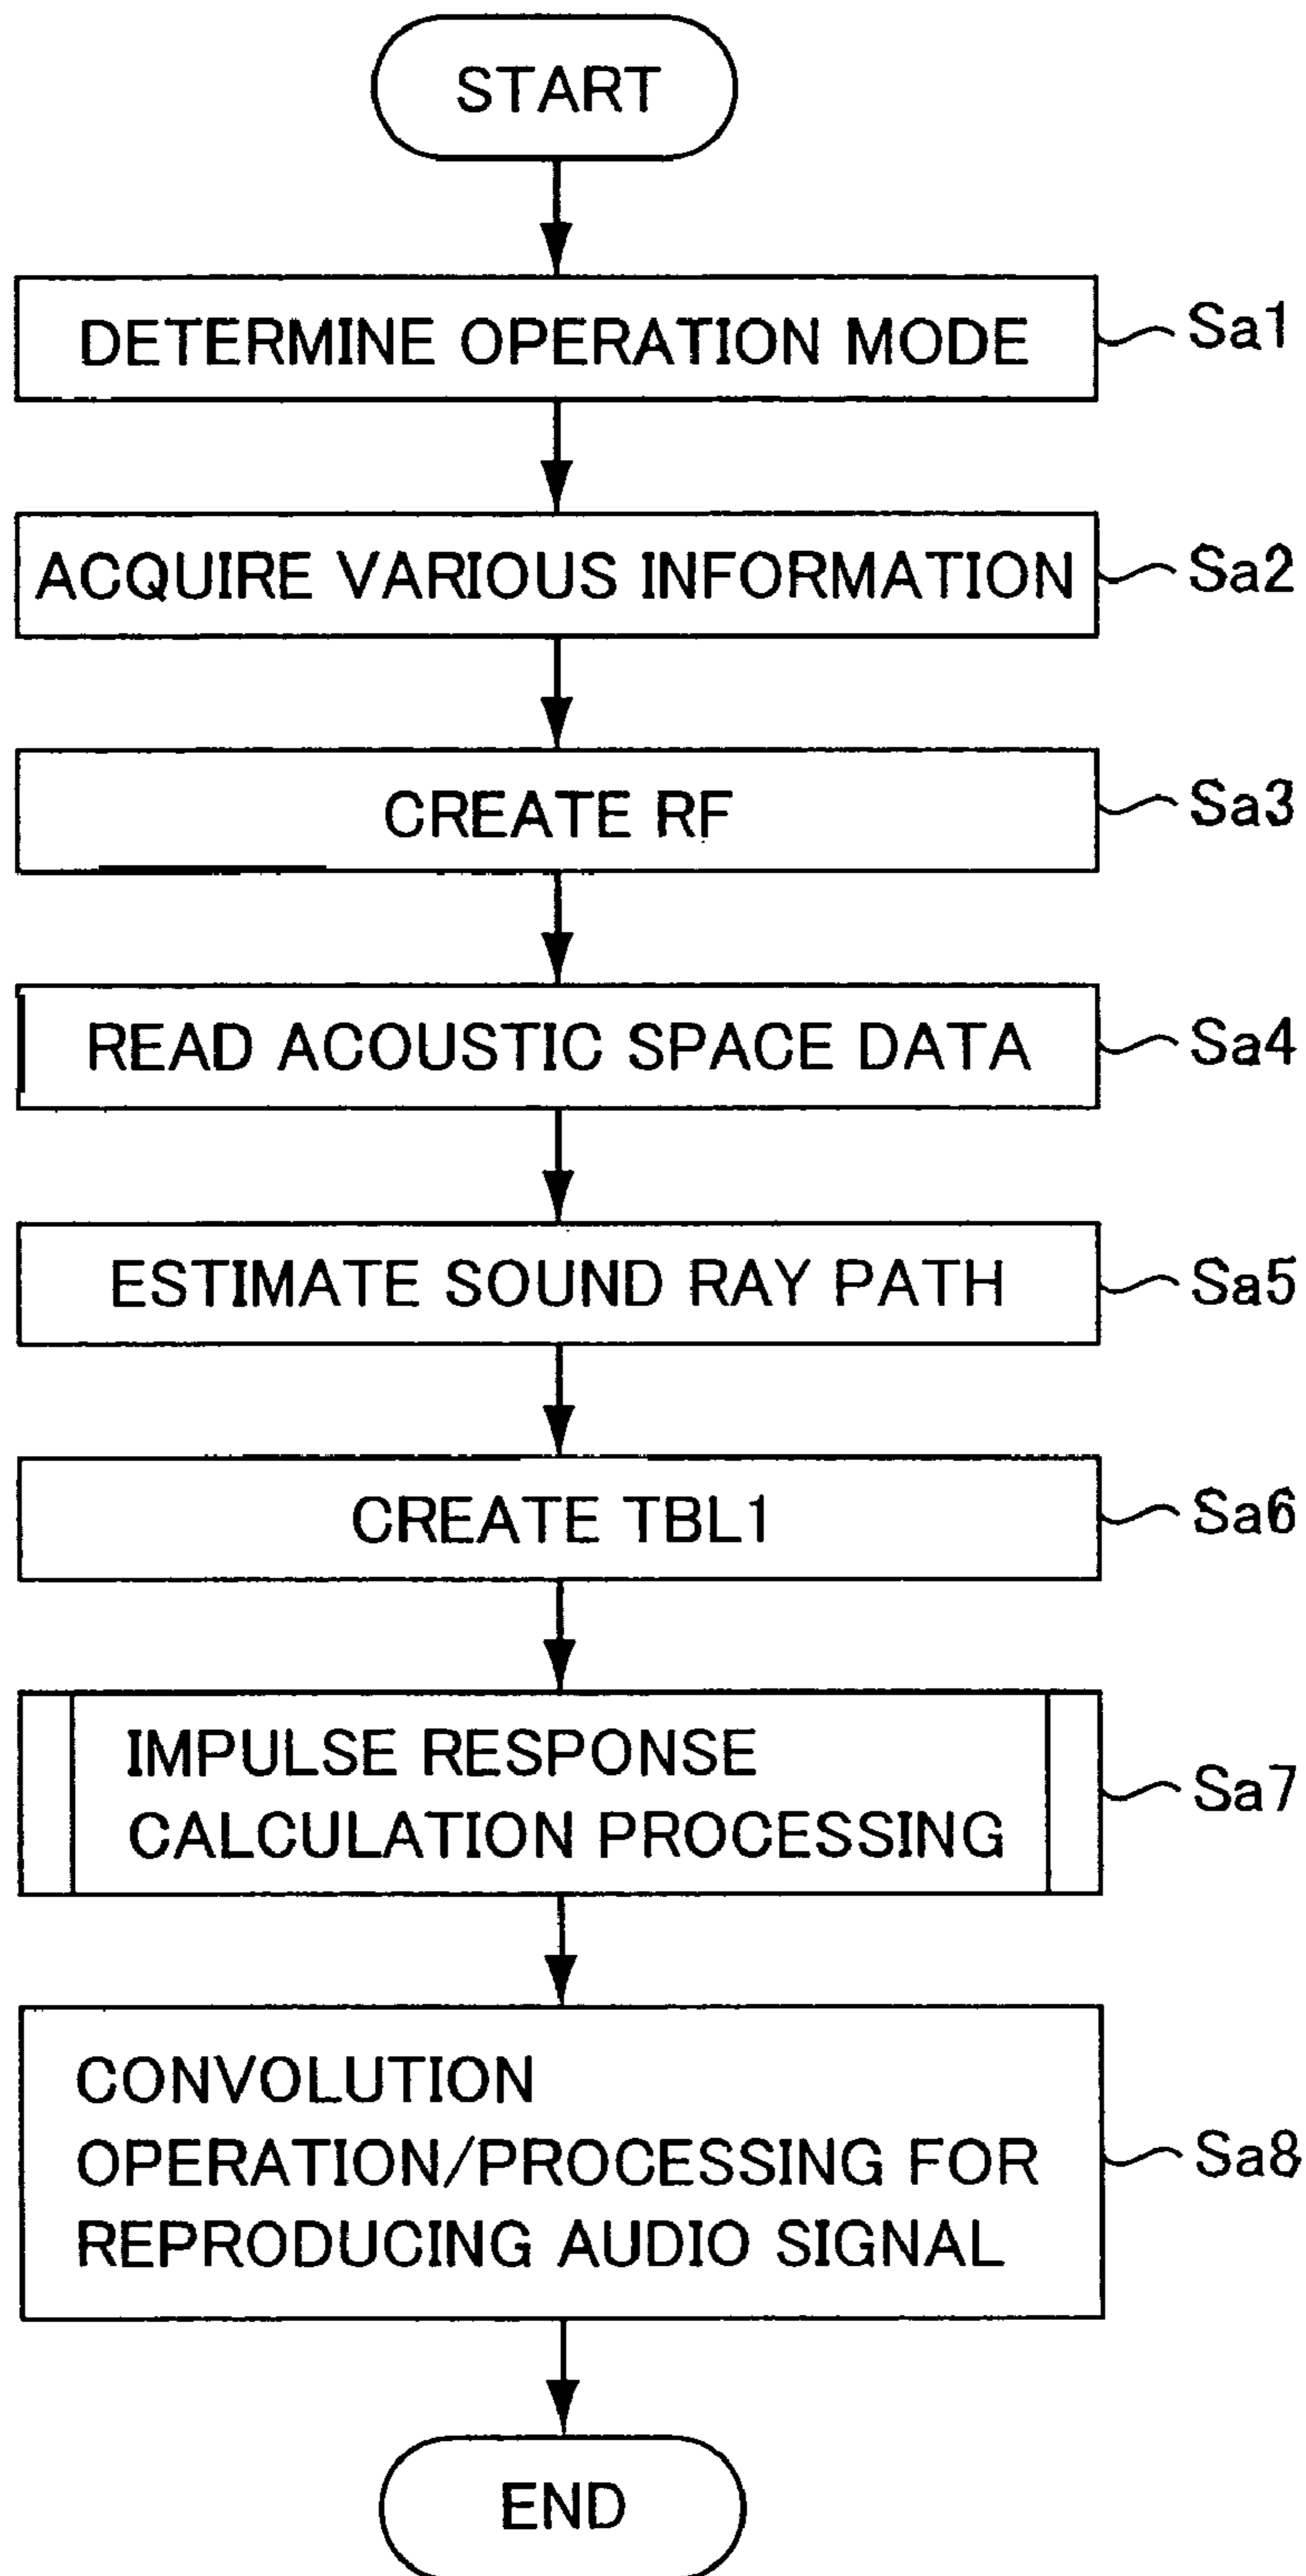 START
DETERMINE OPERATION MODE
Sa1
ACQUIRE VARIOUS INFORMATION
Sa2
CREATE RF
Sa3
READ ACOUSTIC SPACE DATA
Sa4
ESTIMATE SOUND RAY PATH
Sa5
CREATE TBL1
Sa6
IMPULSE RESPONSE
CALCULATION PROCESSING
Sa7
CONVOLUTION
OPERATION/PROCESSING FOR
REPRODUCING AUDIO SIGNAL
Sa8
END